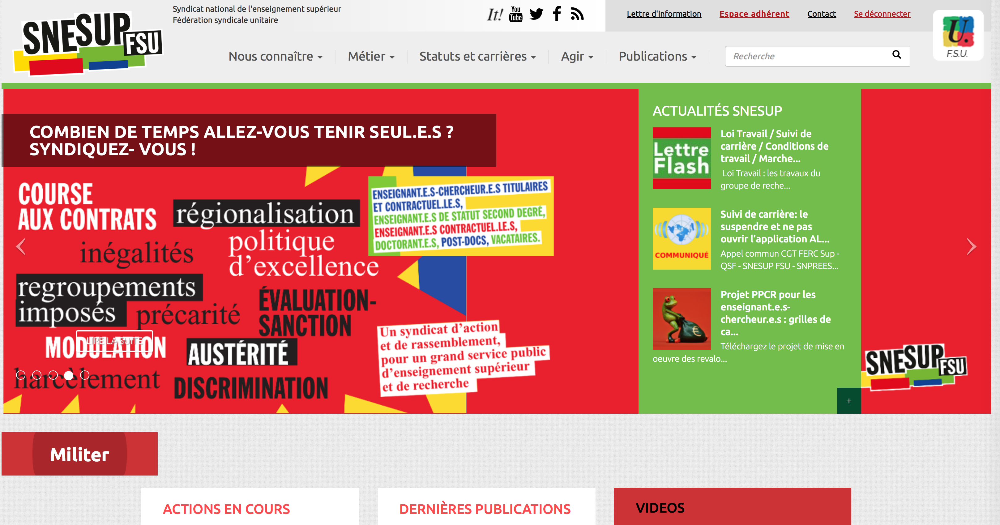 SNESUP
FSU
Syndicat national de l'enseignement supérieur
Fédération syndicale unitaire
It!
You
Tube
Lettre d'information
Espace adhérent
Contact
Se déconnecter
U.
F.S.U.
Nous connaître
Métier
Statuts et carrières
Agir
Publications
Recherche
COMBIEN DE TEMPS ALLEZ-VOUS TENIR SEUL.E.S ?
SYNDIQUEZ- VOUS !
COURSE
AUX CONTRATS
régionalisation
inégalités
politique
d'excellence
regroupements
imposés
précarité
ÉVALUATION-
SANCTION
MODULATION
LIRE LA SUITE
AUSTÉRITÉ
harcèlement
DISCRIMINATION
ENSEIGNANT.E.S-CHERCHEUR.E.S TITULAIRES
ET CONTRACTUEL.LE.S,
ENSEIGNANT.E.S DE STATUT SECOND DEGRÉ,
ENSEIGNANT.E.S CONTRACTUEL.LE.S,
DOCTORANT.E.S, POST-DOCS, VACATAIRES.
Un syndicat d'action
et de rassemblement,
pour un grand service public
d'enseignement supérieur
et de recherche
ACTUALITÉS SNESUP
Lettre
Flash
Loi Travail / Suivi de
carrière / Conditions de
travail / Marche...
Loi Travail : les travaux du
groupe de reche...
COMMUNIQUÉ
Suivi de carrière: le
suspendre et ne pas
ouvrir l’application AL...
Appel commun CGT FERC Sup -
QSF - SNESUP FSU - SNPREES...
€
Projet PPCR pour les
enseignant.e.s-
chercheur.e.s : grilles de
ca...
Téléchargez le projet de mise en
oeuvre des revalo...
+
SNESUP
FSU
Militer
ACTIONS EN COURS
DERNIÈRES PUBLICATIONS
VIDEOS